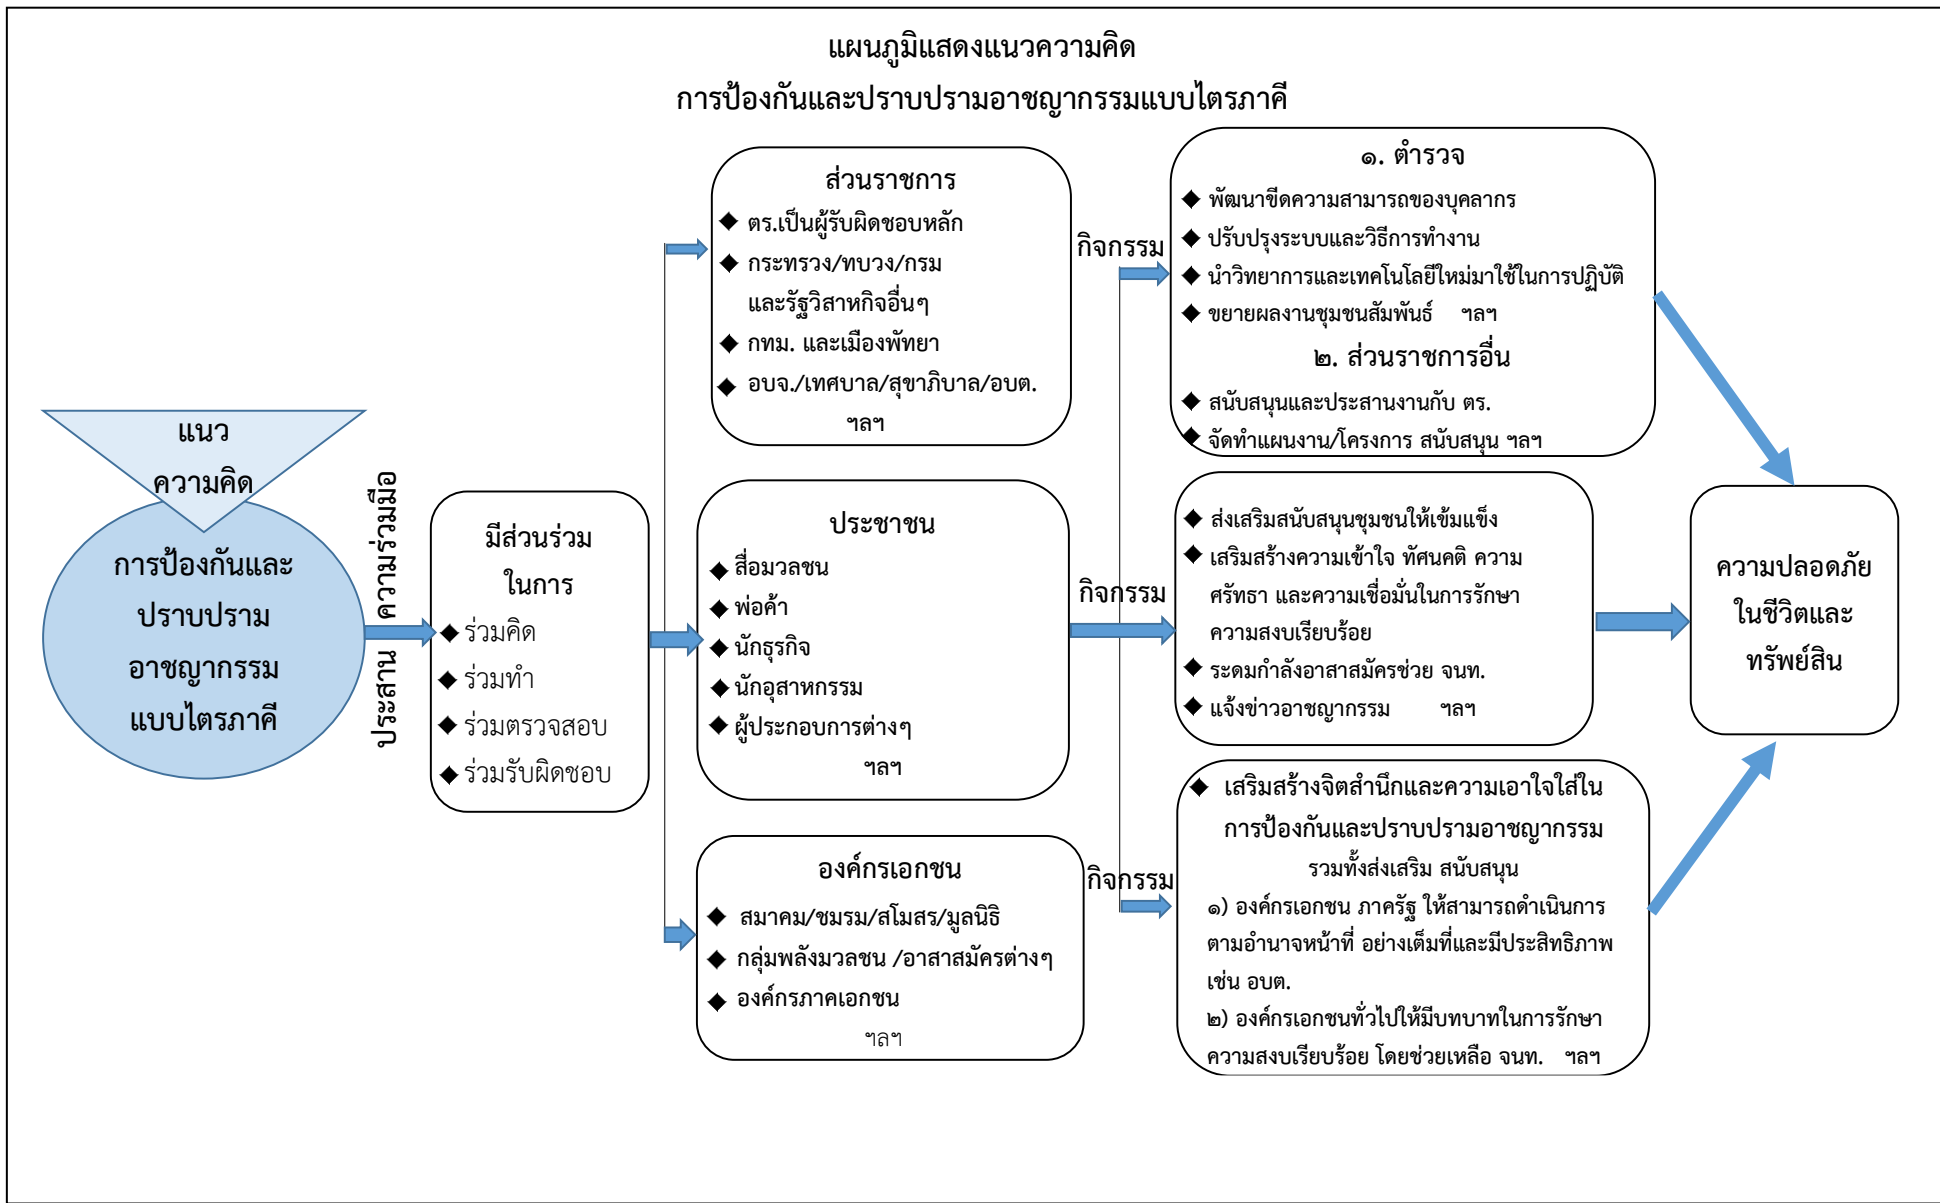 แผนภูมิแสดงแนวความคิด
การป้องกันและปราบปรามอาชญากรรมแบบไตรภาคี
แนว
ความคิด
การป้องกันและ
ปราบปราม
อาชญากรรม
แบบไตรภาคี
ประสาน ความร่วมมือ
มีส่วนร่วม
ในการ
◆ ร่วมคิด
◆ ร่วมทำ
◆ ร่วมตรวจสอบ
◆ ร่วมรับผิดชอบ
ส่วนราชการ
◆ ตร.เป็นผู้รับผิดชอบหลัก
◆ กระทรวง/ทบวง/กรม
และรัฐวิสาหกิจอื่นๆ
◆ กทม. และเมืองพัทยา
◆ อบจ./เทศบาล/สุขาภิบาล/อบต.
ฯลฯ
ประชาชน
◆ สื่อมวลชน
◆ พ่อค้า
◆ นักธุรกิจ
◆ นักอุสาหกรรม
◆ ผู้ประกอบการต่างๆ
ฯลฯ
องค์กรเอกชน
◆ สมาคม/ชมรม/สโมสร/มูลนิธิ
◆ กลุ่มพลังมวลชน /อาสาสมัครต่างๆ
◆ องค์กรภาคเอกชน
ฯลฯ
กิจกรรม
กิจกรรม
กิจกรรม
๑. ตำรวจ
◆ พัฒนาขีดความสามารถของบุคลากร
◆ ปรับปรุงระบบและวิธีการทำงาน
◆ นำวิทยาการและเทคโนโลยีใหม่มาใช้ในการปฏิบัติ
◆ ขยายผลงานชุมชนสัมพันธ์ ฯลฯ
๒. ส่วนราชการอื่น
◆ สนับสนุนและประสานงานกับ ตร.
◆ จัดทำแผนงาน/โครงการ สนับสนุน ฯลฯ
◆ ส่งเสริมสนับสนุนชุมชนให้เข้มแข็ง
◆ เสริมสร้างความเข้าใจ ทัศนคติ ความ
ศรัทธา และความเชื่อมั่นในการรักษา
ความสงบเรียบร้อย
◆ ระดมกำลังอาสาสมัครช่วย จนท.
◆ แจ้งข่าวอาชญากรรม ฯลฯ
◆ เสริมสร้างจิตสำนึกและความเอาใจใส่ใน
การป้องกันและปราบปรามอาชญากรรม
รวมทั้งส่งเสริม สนับสนุน
๑) องค์กรเอกชน ภาครัฐ ให้สามารถดำเนินการ
ตามอำนาจหน้าที่ อย่างเต็มที่และมีประสิทธิภาพ
เช่น อบต.
๒) องค์กรเอกชนทั่วไปให้มีบทบาทในการรักษา
ความสงบเรียบร้อย โดยช่วยเหลือ จนท. ฯลฯ
ความปลอดภัย
ในชีวิตและ
ทรัพย์สิน